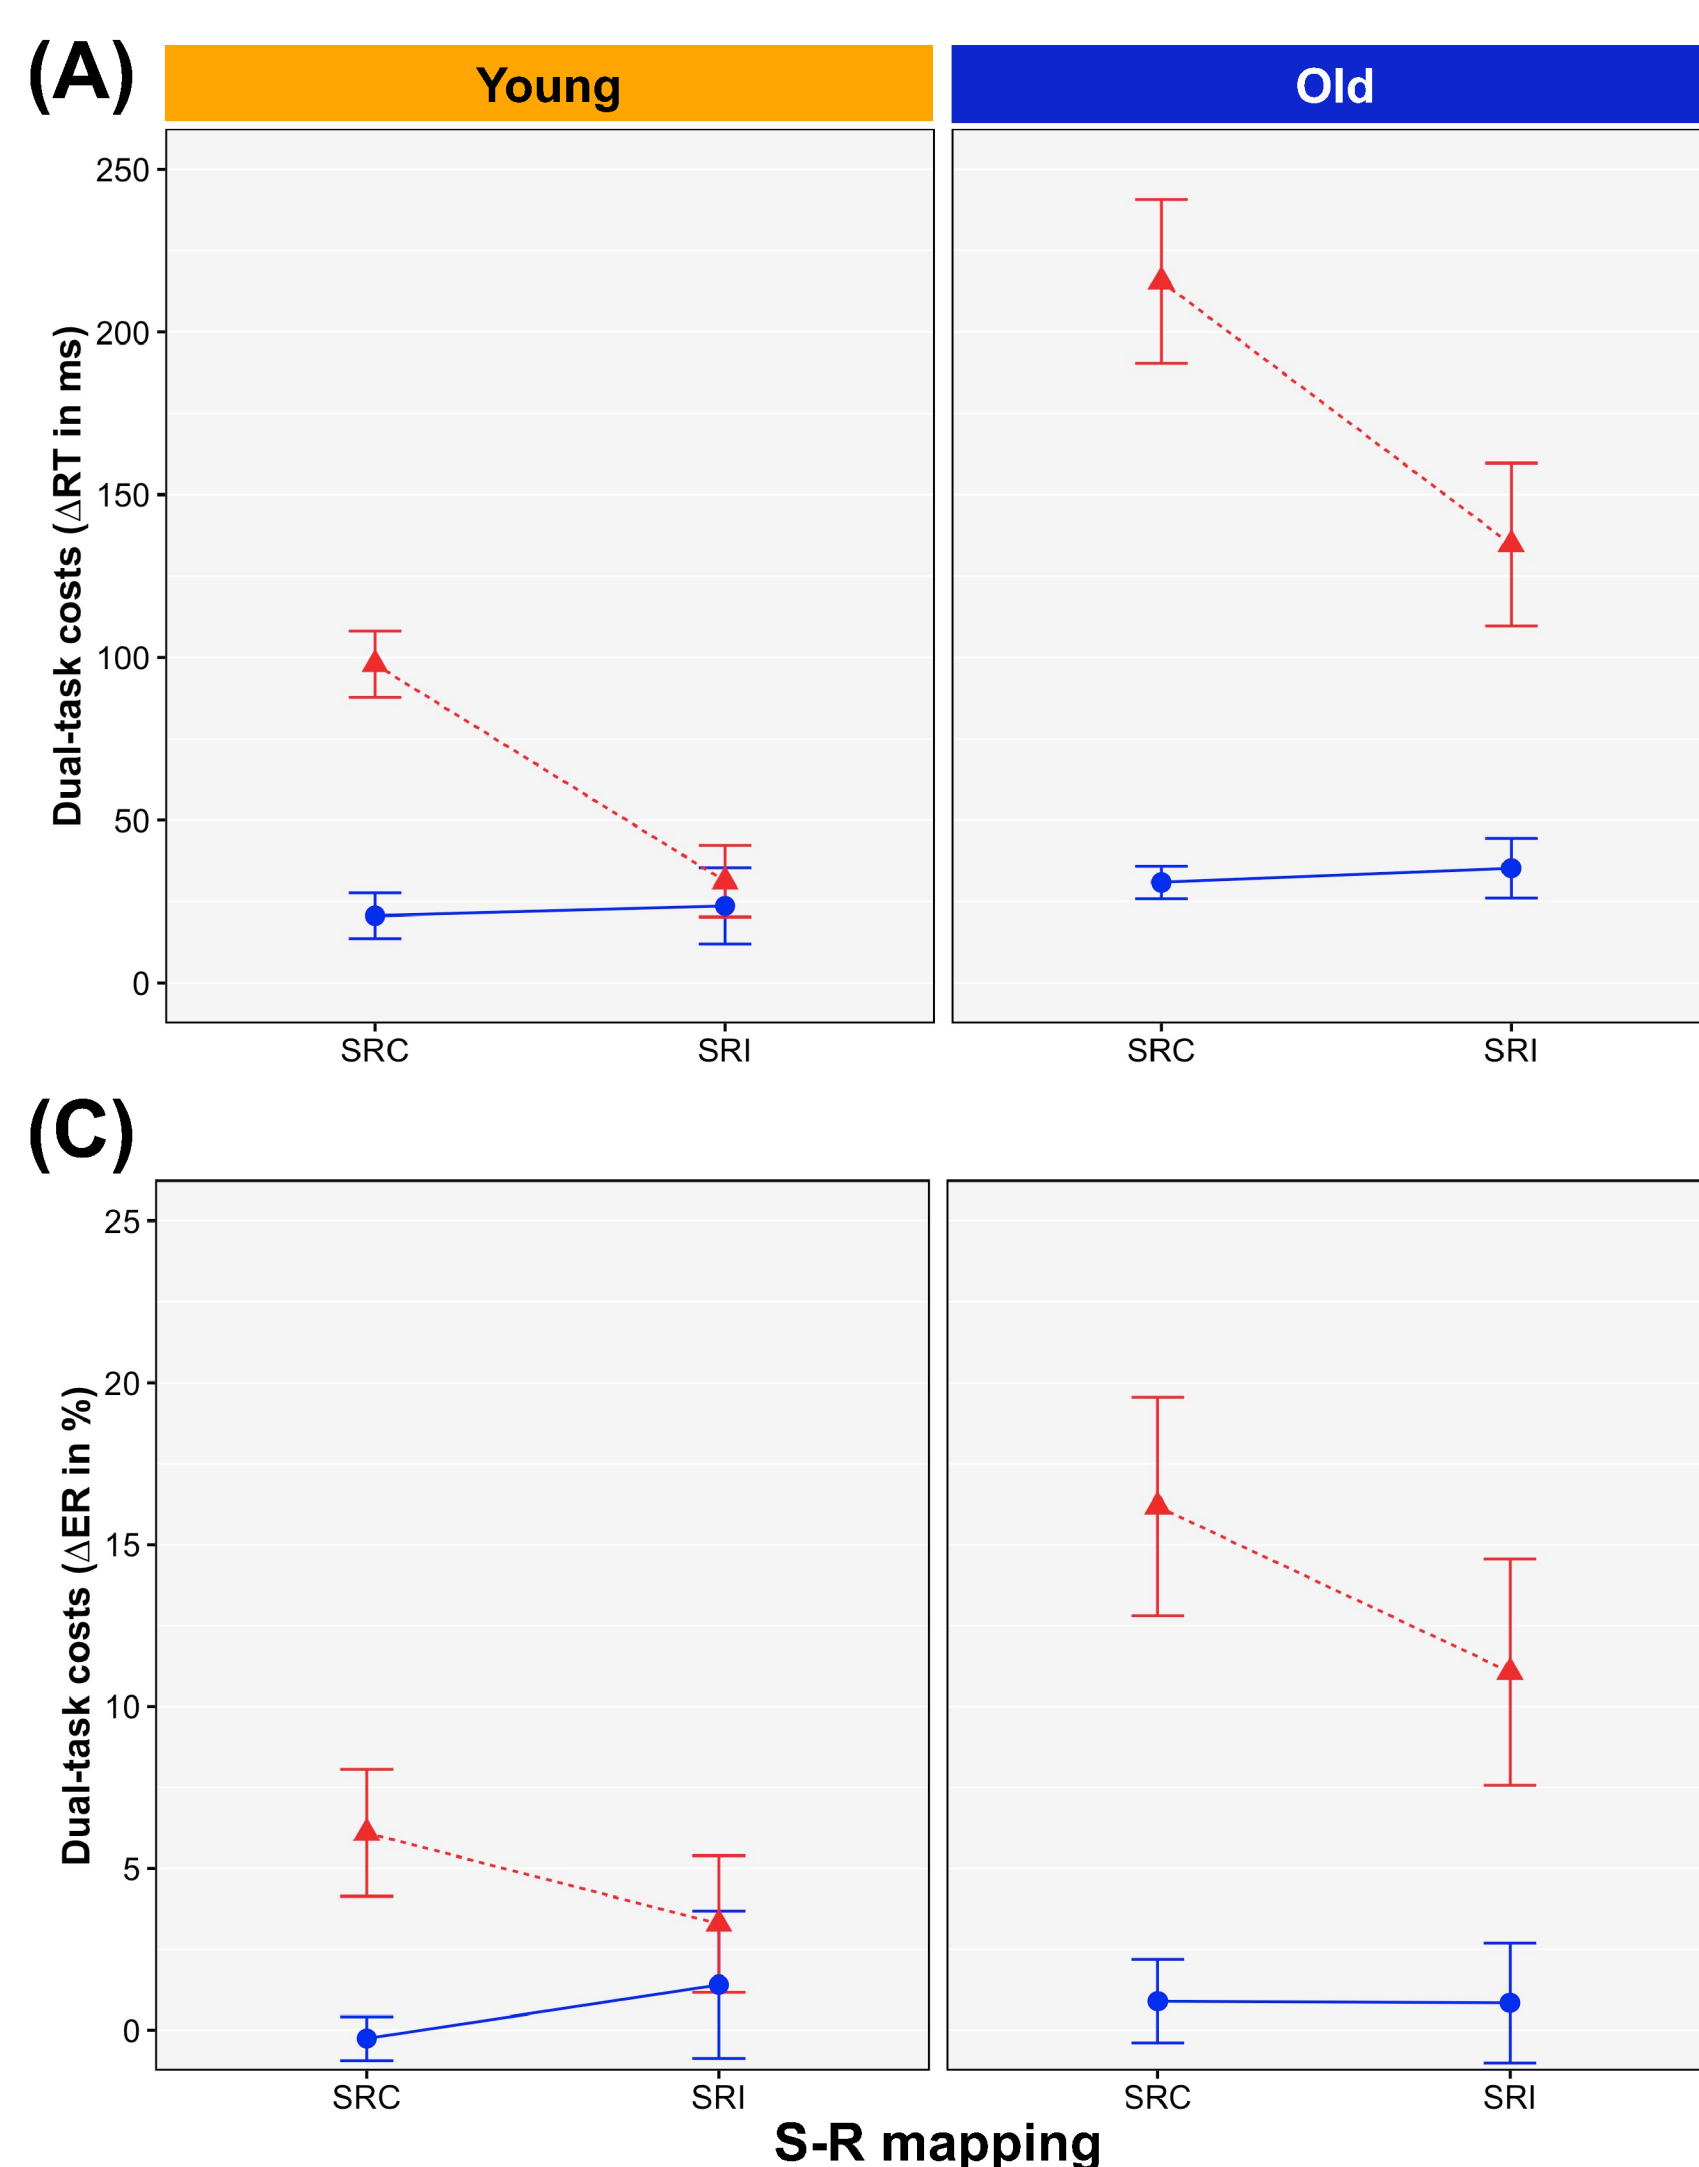 (A)
Young
Old
Dual-task costs (ΔRT in ms)
250
200
150
100
50
0
SRC
SRI
SRC
SRI
(C)
Dual-task costs (ΔER in %)
25
20
15
10
5
0
SRC
SRI
SRC
SRI
S-R mapping